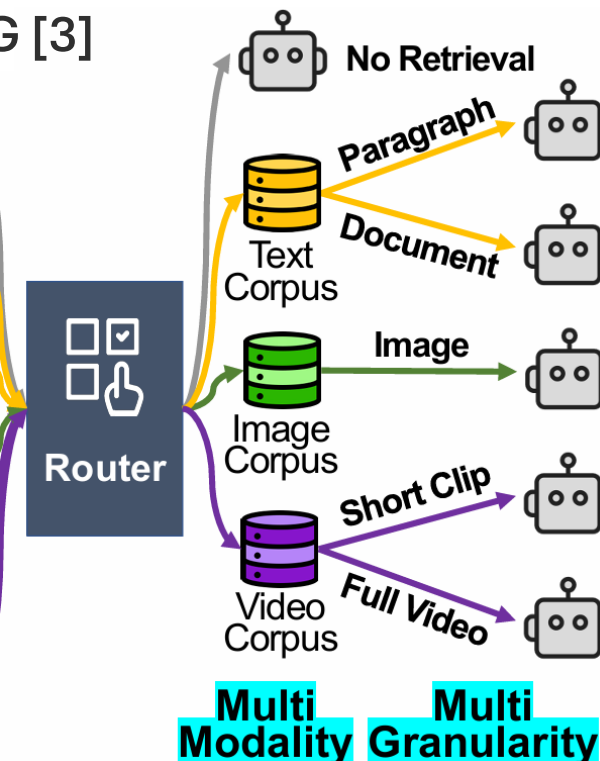 G [3]
No Retrieval
Paragraph
Text
Corpus
Document
Image
Image
Corpus
Router
Short Clip
Video
Corpus
Full Video
Multi
Modality
Multi
Granularity